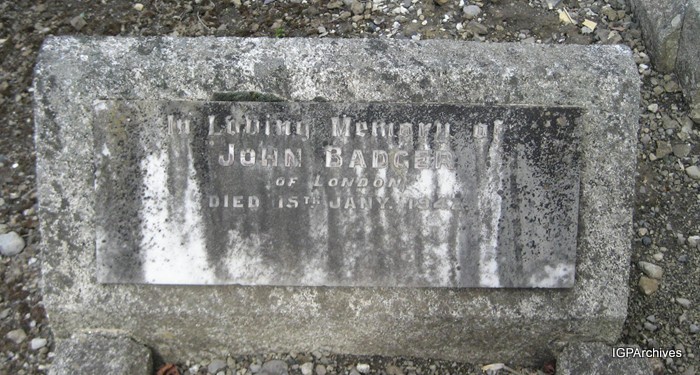 In Loving Memory of
JOHN BADGER
OF LONDON
DIED 15TH JANY.
IGPArchives